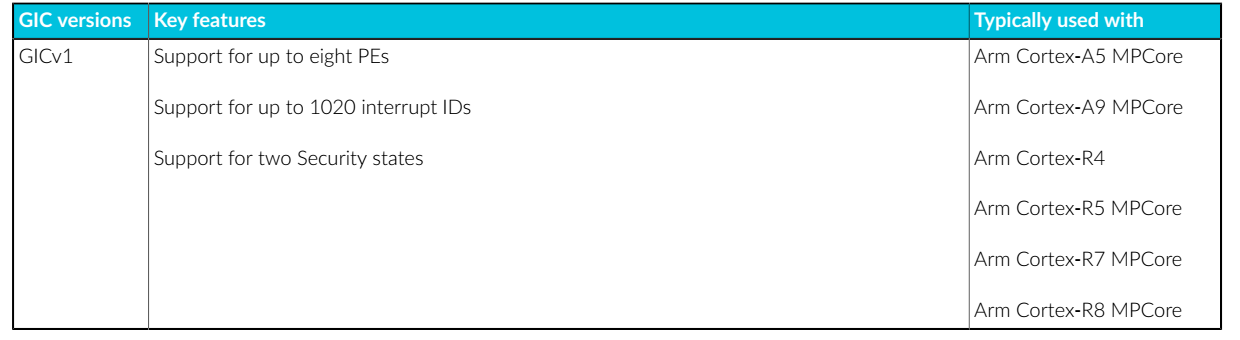 GIC versions Key features Typically used with
GICv1 Support for up to eight PEs Arm Cortex-A5 MPCore
Support for up to 1020 interrupt IDs Arm Cortex-A9 MPCore
Support for two Security states Arm Cortex-R4
Arm Cortex-R5 MPCore
Arm Cortex-R7 MPCore
Arm Cortex-R8 MPCore